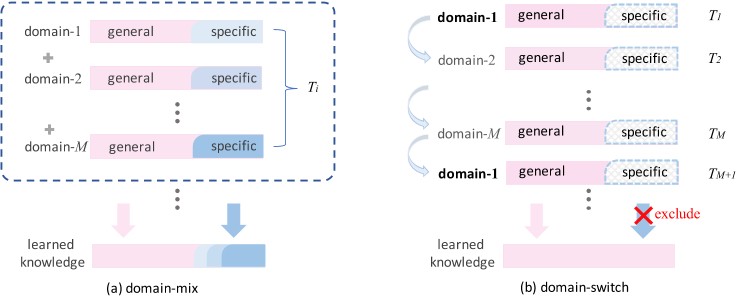 domain-1 general specific
+
domain-2 general specific
+
domain-M general specific
Ti
learned
knowledge
(a) domain-mix
domain-1 general specific T1
domain-2 general specific T2
domain-M general specific TM
domain-1 general specific TM+1
exclude
learned
knowledge
(b) domain-switch